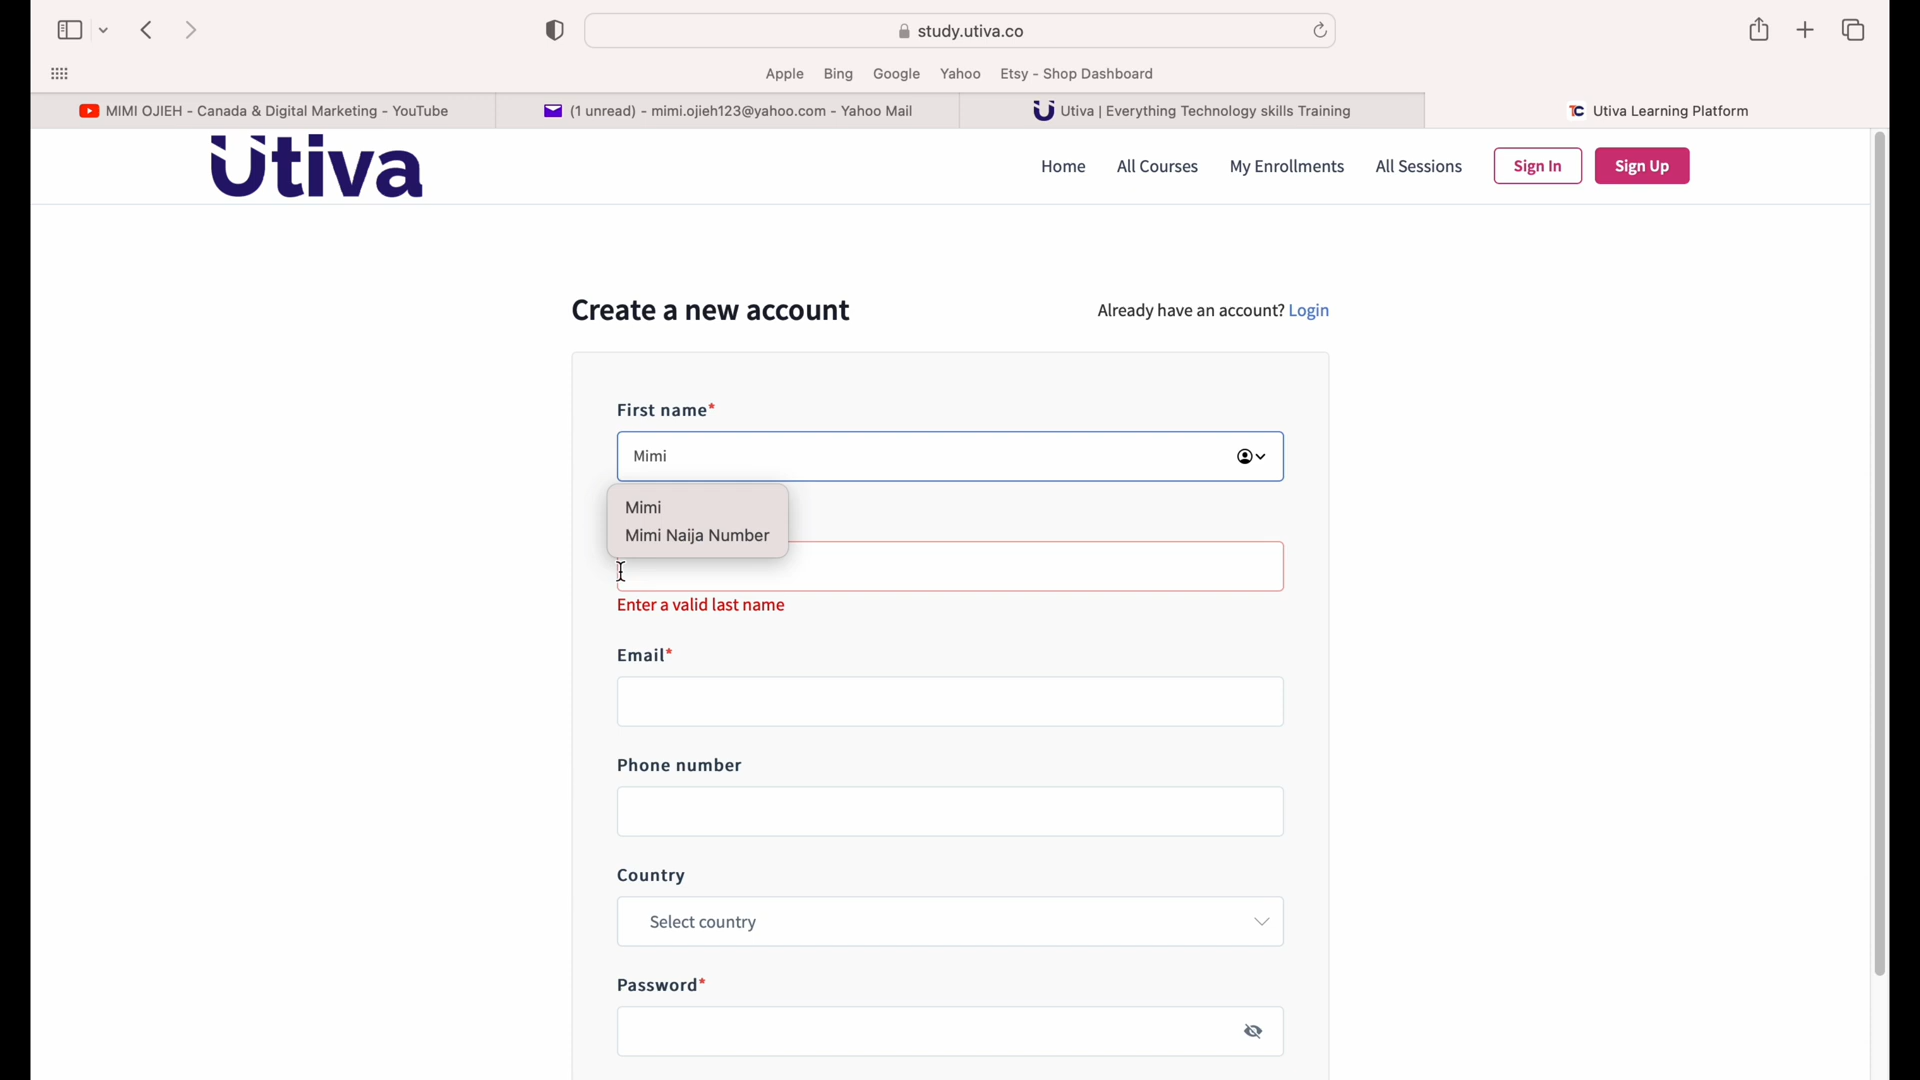 study.utiva.co
Apple Bing Google Yahoo Etsy - Shop Dashboard
MIMI OJIEH - Canada & Digital Marketing - YouTube (1 unread) - mimi.ojieh123@yahoo.com - Yahoo Mail Utiva | Everything Technology skills Training TC Utiva Learning Platform
Utiva Home All Courses My Enrollments All Sessions Sign In Sign Up
Create a new account Already have an account? Login
First name*
Mimi
Mimi
Mimi Naija Number
Enter a valid last name
Email*
Phone number
Country
Select country
Password*